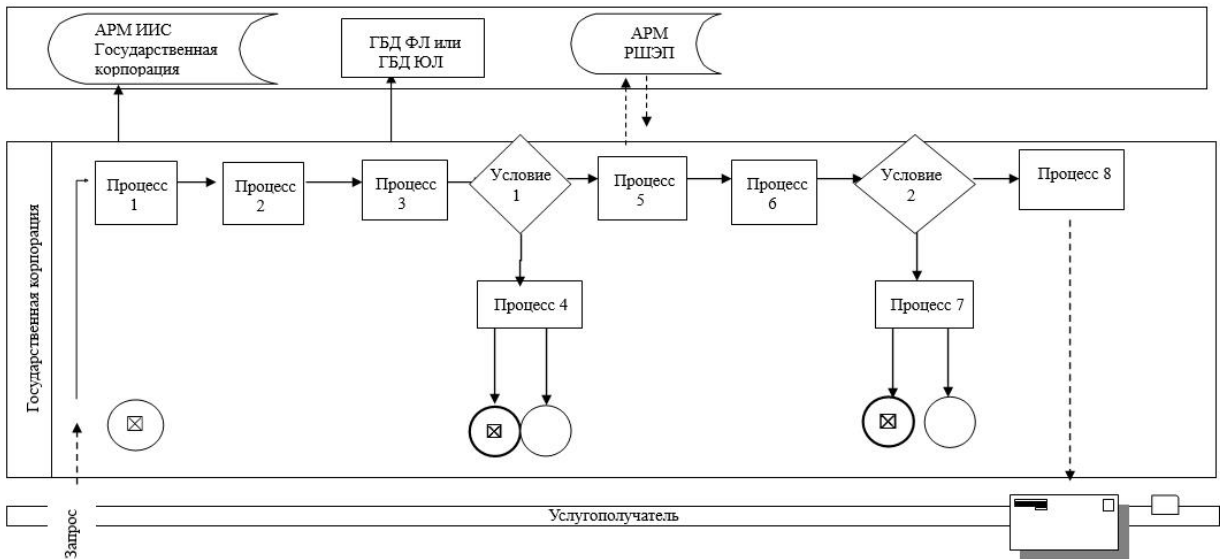 АРМ ИИС
Государственная
корпорация
ГБД ФЛ или
ГБД ЮЛ
АРМ
РШЭП
Государственная корпорация
Процесс
1
Процесс
2
Процесс
3
Условие
1
Процесс
5
Процесс
6
Условие
2
Процесс 8
Процесс 4
Процесс 7
Запрос
Услугополучатель